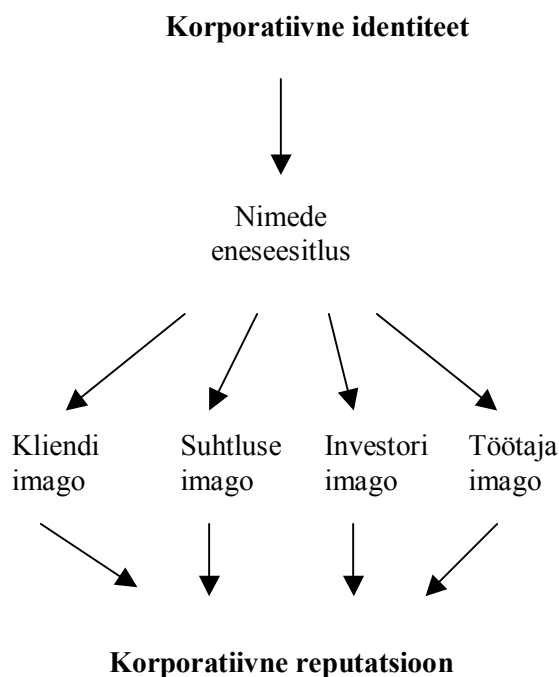 Korporatiivne identiteet
Nimede
eneseesitlus
Kliendi
imago
Suhtluse
imago
Investori
imago
Töötaja
imago
Korporatiivne reputatsioon